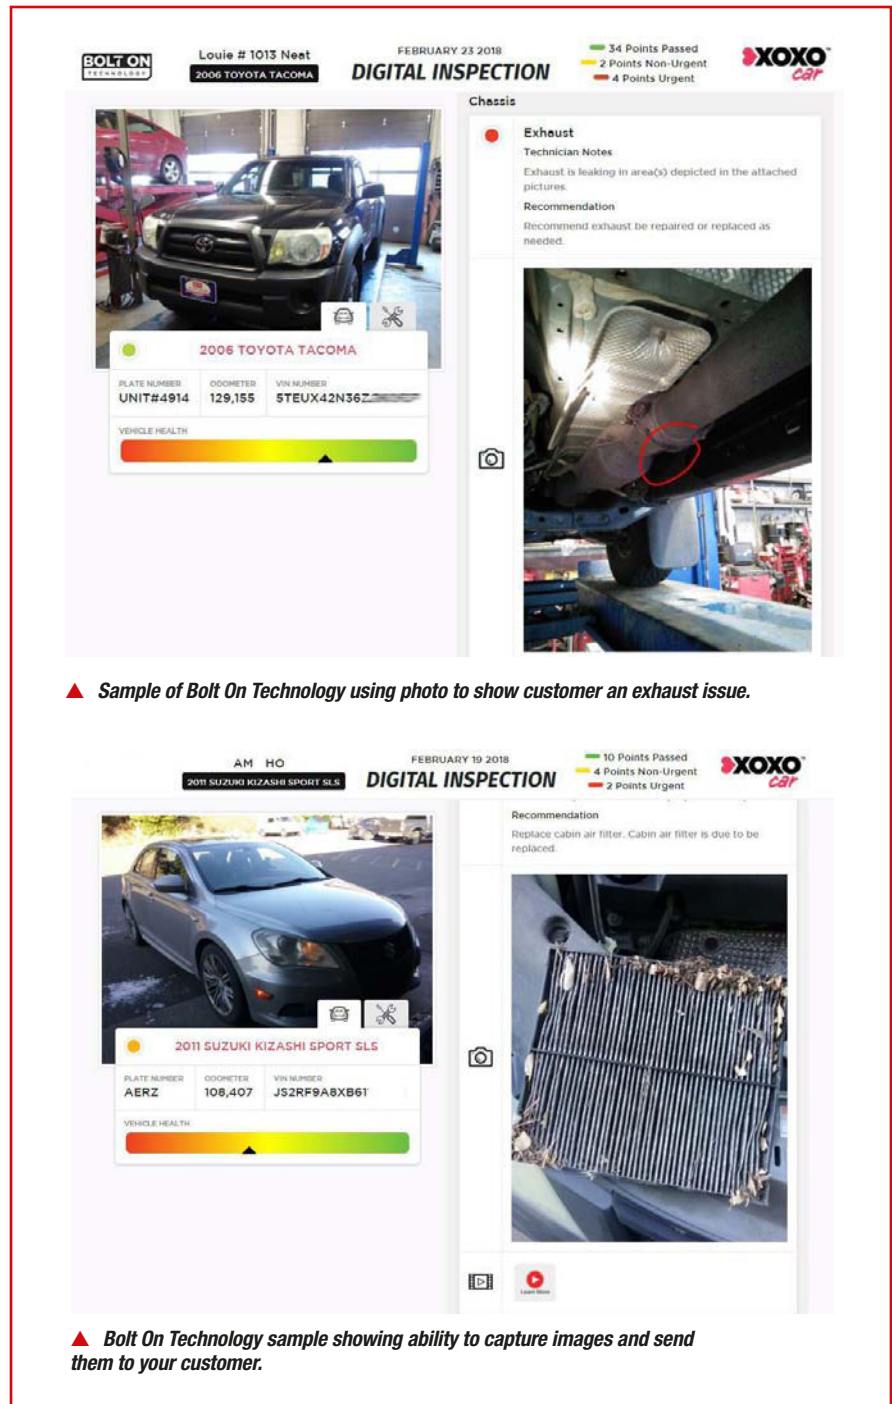 BOLT ON
TECHNOLOGY
Louie # 1013 Neat
2006 TOYOTA TACOMA
FEBRUARY 23 2018
DIGITAL INSPECTION
34 Points Passed
2 Points Non-Urgent
4 Points Urgent
XOXO™
car
2006 TOYOTA TACOMA
PLATE NUMBER ODOMETER VIN NUMBER
UNIT#4914 129,155 5TEUX42N36Z
VEHICLE HEALTH
Chassis
Exhaust
Technician Notes
Exhaust is leaking in area(s) depicted in the attached
pictures.
Recommendation
Recommend exhaust be repaired or replaced as
needed.
▲ Sample of Bolt On Technology using photo to show customer an exhaust issue.
AM HO
2011 SUZUKI KIZASHI SPORT SLS
FEBRUARY 19 2018
DIGITAL INSPECTION
10 Points Passed
4 Points Non-Urgent
2 Points Urgent
XOXO™
car
2011 SUZUKI KIZASHI SPORT SLS
PLATE NUMBER ODOMETER VIN NUMBER
AERZ 108,407 JS2RF9A8XB61
VEHICLE HEALTH
Recommendation
Replace cabin air filter. Cabin air filter is due to be
replaced.
Learn More
▲ Bolt On Technology sample showing ability to capture images and send
them to your customer.